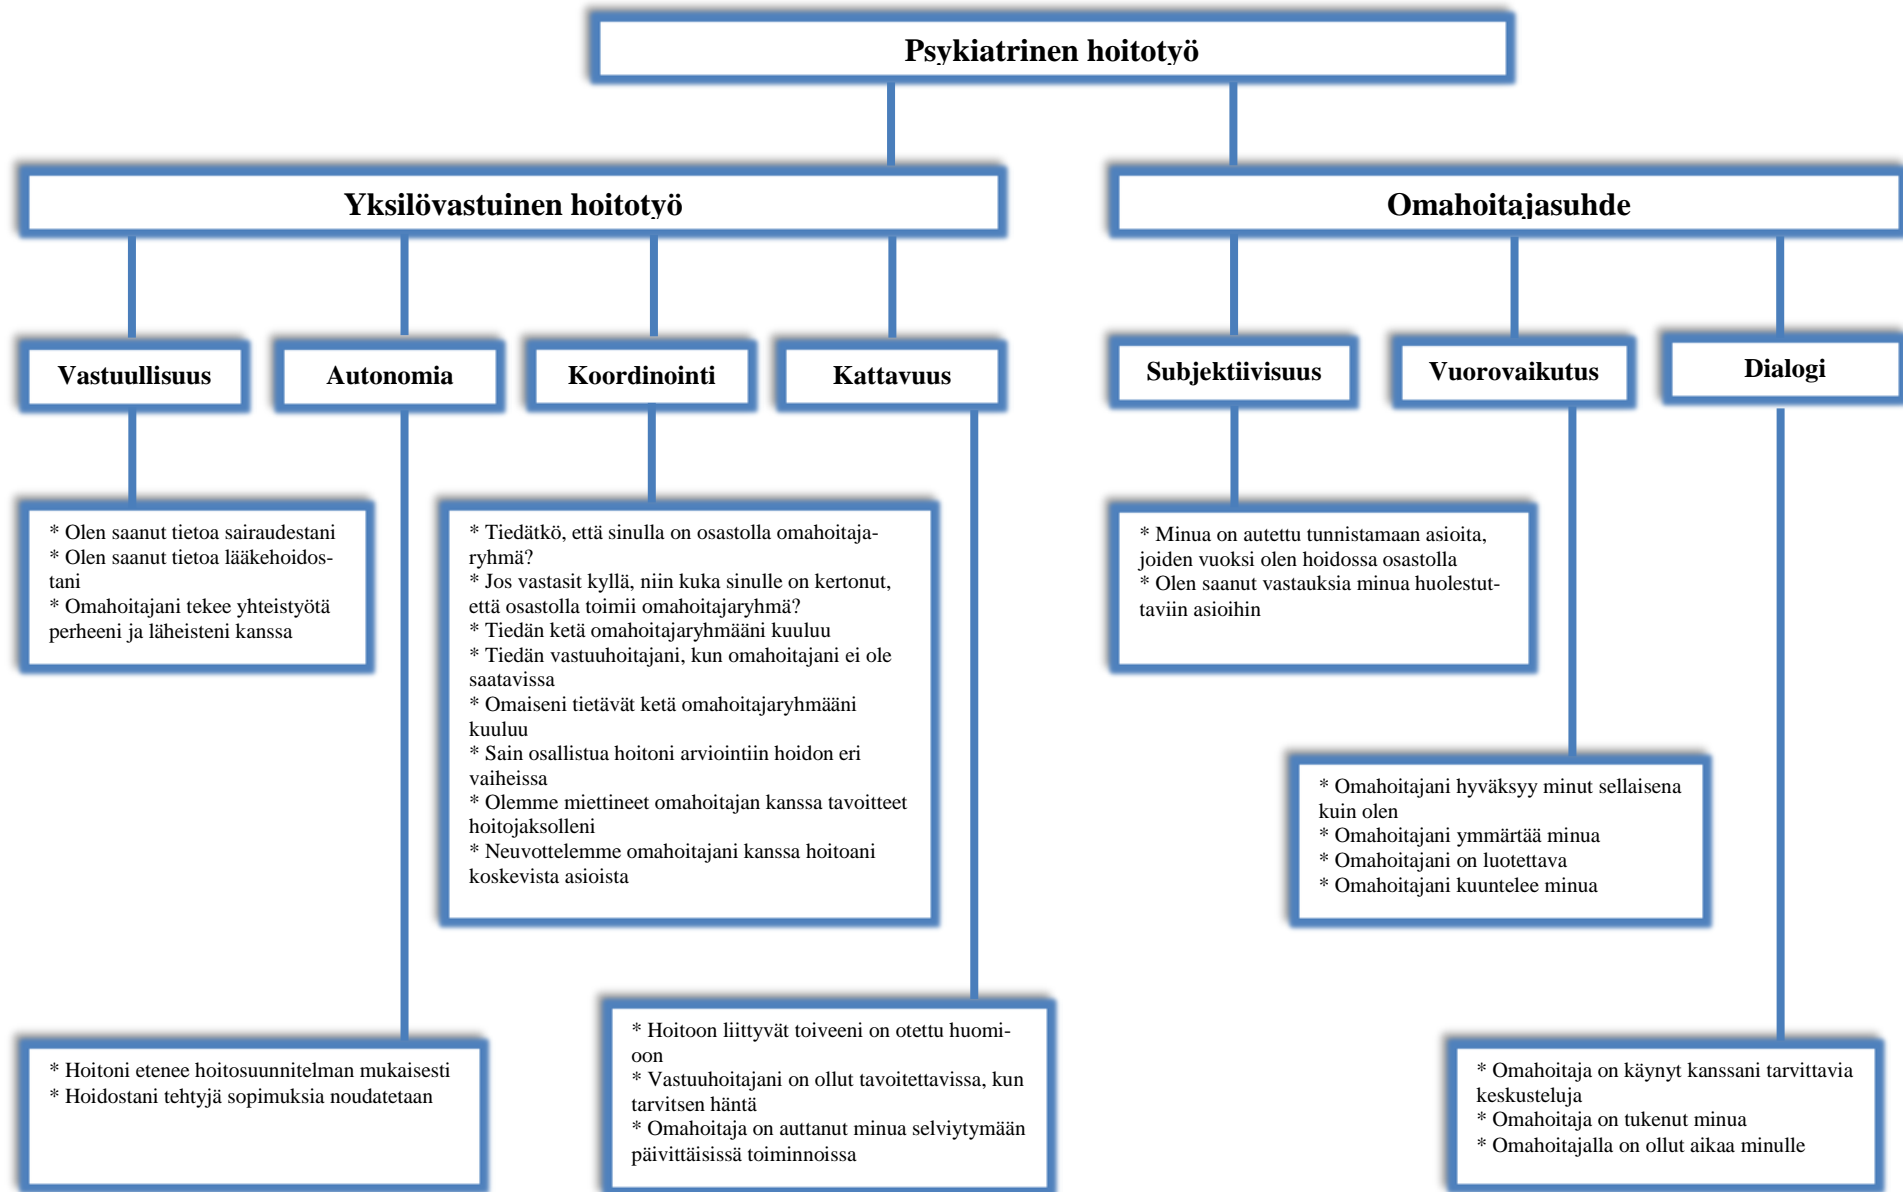 Psykiatrinen hoitotyö
Yksilövastuinen hoitotyö
Omahoitajasuhde
Vastuullisuus
Autonomia
Koordinointi
Kattavuus
Subjektiivisuus
Vuorovaikutus
Dialogi
* Olen saanut tietoa sairaudestani
* Olen saanut tietoa lääkehoidos-
tani
* Omahoitajani tekee yhteistyötä
perheeni ja läheisteni kanssa
* Tiedätkö, että sinulla on osastolla omahoitaja-
ryhmä?
* Jos vastasit kyllä, niin kuka sinulle on kertonut,
että osastolla toimii omahoitajaryhmä?
* Tiedän ketä omahoitajaryhmääni kuuluu
* Tiedän vastuuhoitajani, kun omahoitajani ei ole
saatavissa
* Omaiseni tietävät ketä omahoitajaryhmääni
kuuluu
* Sain osallistua hoitoni arviointiin hoidon eri
vaiheissa
* Olemme miettineet omahoitajan kanssa tavoitteet
hoitojaksolleni
* Neuvottelemme omahoitajani kanssa hoitoani
koskevista asioista
* Minua on autettu tunnistamaan asioita,
joiden vuoksi olen hoidossa osastolla
* Olen saanut vastauksia minua huolestut-
taviin asioihin
* Omahoitajani hyväksyy minut sellaisena
kuin olen
* Omahoitajani ymmärtää minua
* Omahoitajani on luotettava
* Omahoitajani kuuntelee minua
* Hoitoni etenee hoitosuunnitelman mukaisesti
* Hoidostani tehtyjä sopimuksia noudatetaan
* Hoitoon liittyvät toiveeni on otettu huomi-
oon
* Vastuuhoitajani on ollut tavoitettavissa, kun
tarvitsen häntä
* Omahoitaja on auttanut minua selviytymään
päivittäisissä toiminnoissa
* Omahoitaja on käynyt kanssani tarvittavia
keskusteluja
* Omahoitaja on tukenut minua
* Omahoitajalla on ollut aikaa minulle